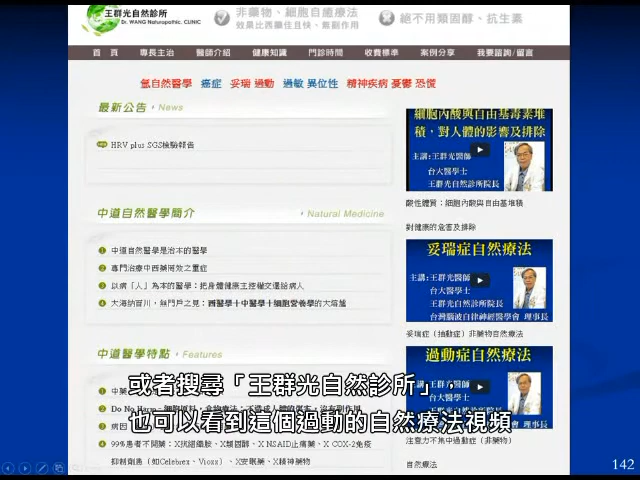 王群光自然診所
Dr. WANG Naturopathic. CLINIC
非藥物、細胞自癒療法
效果比西醫佳且快、無副作用
絕不用類固醇、抗生素
首 頁
專長主治
醫師介紹
健康知識
門診時間
收費標準
案例分享
我要諮詢/留言
氫自然醫學 癌症 妥瑞 過動 過敏 異位性 精神疾病 憂鬱 恐慌
最新公告 · News
HRV plus SGS檢驗報告
中道自然醫學簡介 · Natural Medicine
中道自然醫學是治本的醫學
專門治療中西藥罔效之重症
以病「人」為本的醫學：把身體健康主控權交還給病人
大海納百川，無門戶之見：西醫學十中醫學十細胞營養學的大熔爐
中道醫學特點 · Features
Do No Harm
病因
99%患者不開藥：X抗組織胺、X類固醇、X NSAID止痛藥、X COX-2免疫
抑制劑患（如Celebrex、Vioxx）、X安眠藥、X精神藥物
細胞內酸與自由基毒素堆
積，對人體的影響及排除
主講:王群光醫師
台大醫學士
王群光自然診所院長
酸性體質：細胞內酸與自由基堆積
對健康的危害及排除
妥瑞症自然療法
主講:王群光醫師
台大醫學士
王群光自然診所院長
台灣腦波自律神經醫學會 理事長
妥瑞症（抽動症）非藥物自然療法
過動症自然療法
王群光醫師
台大醫學士
理事長
注意力不集中過動症（非藥物）
自然療法
或者搜尋「王群光自然診所」，
也可以看到這個過動的自然療法視頻
142